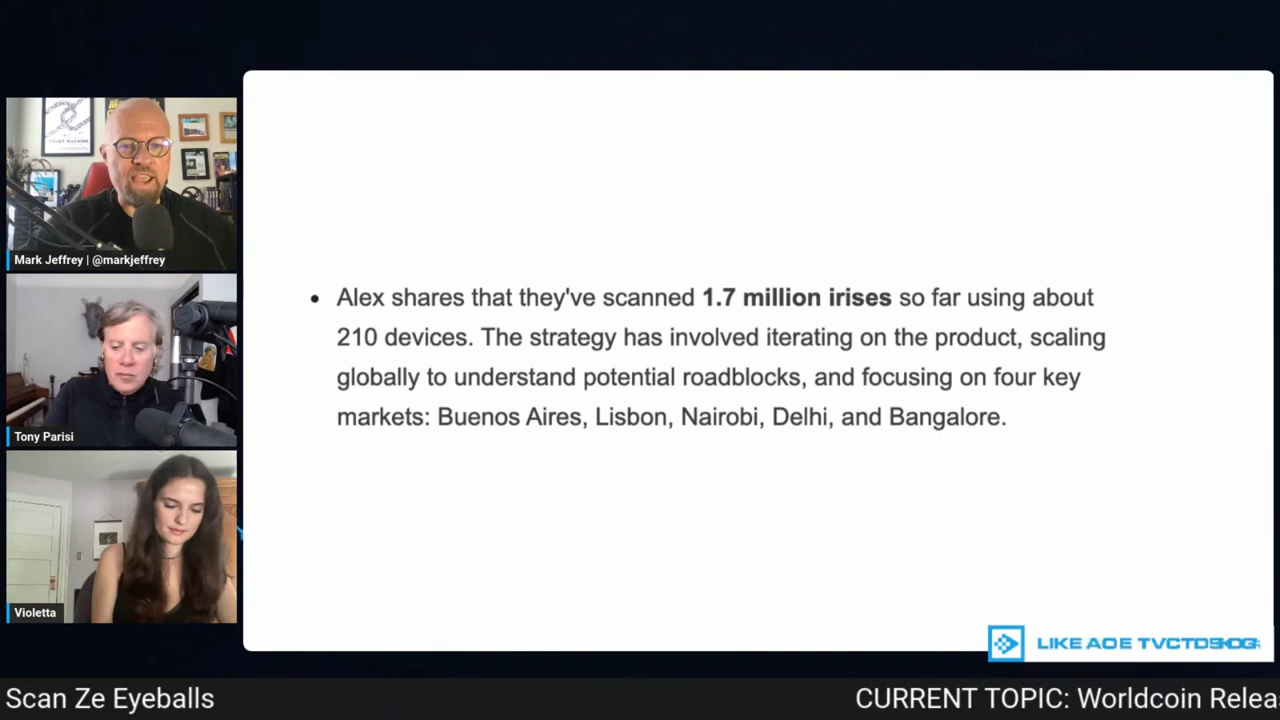 Mark Jeffrey | @markjeffrey
Tony Parisi
Violetta
• Alex shares that they've scanned 1.7 million irises so far using about
210 devices. The strategy has involved iterating on the product, scaling
globally to understand potential roadblocks, and focusing on four key
markets: Buenos Aires, Lisbon, Nairobi, Delhi, and Bangalore.
LIKE
Scan Ze Eyeballs
CURRENT TOPIC: Worldcoin Relea